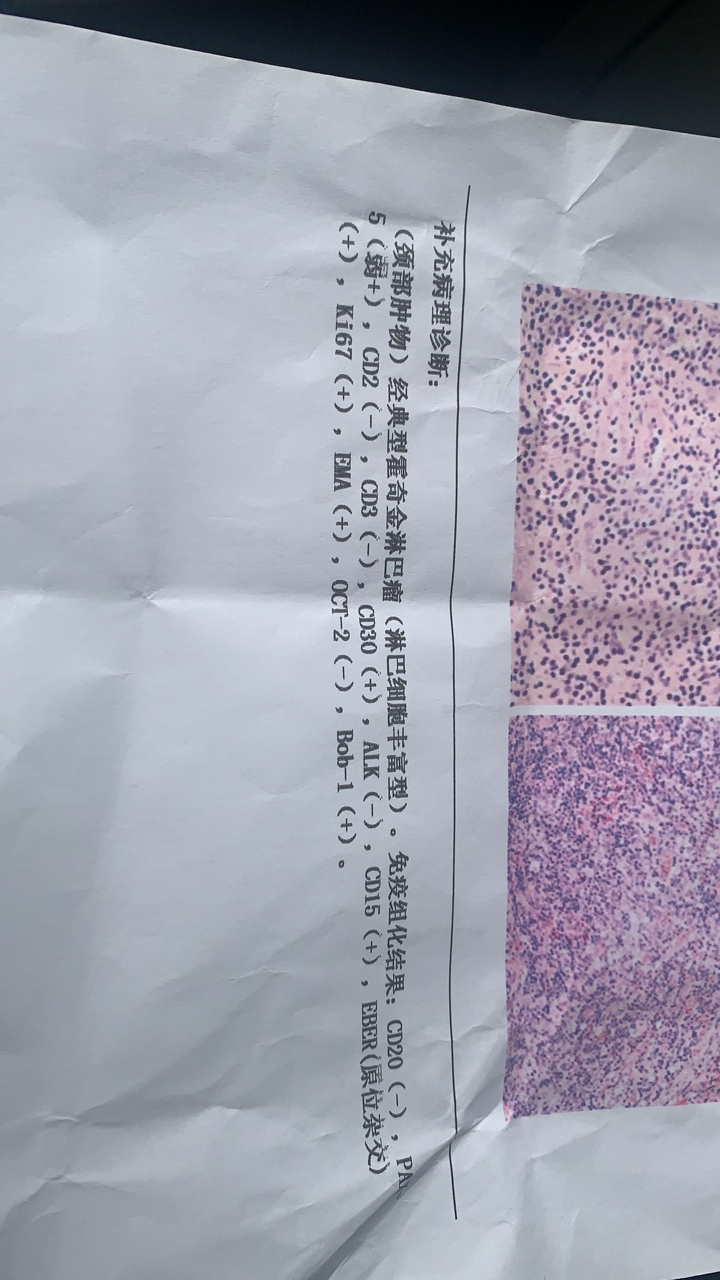 补充病理诊断:
(颈部肿物)经典型霍奇金淋巴瘤(淋巴细胞丰富型)。免疫组化结果: CD20(-), PA
5(弱+), CD2(-), CD3(-), CD30(+), ALK(-), CD15(+), EBER(原位杂交)
(+), Ki67(+), EMA(+), OCT-2(-), Bob-1(+)。